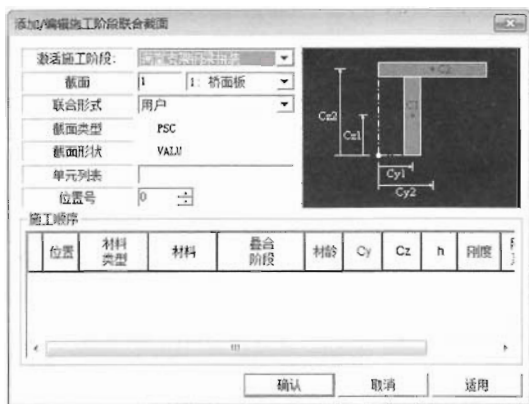 添加/编辑施工阶段联合截面
激活施工阶段:
截面 1 1: 桥面板
联合形式 用户
截面类型 PSC
截面形状 VALU
单元列表
位置号 0
C2
C1
Cz2
Cz1
Cy1
Cy2
施工顺序
位置 材料类型 材料 叠合阶段 材龄 Cy Cz h 刚度
确认 取消 适用